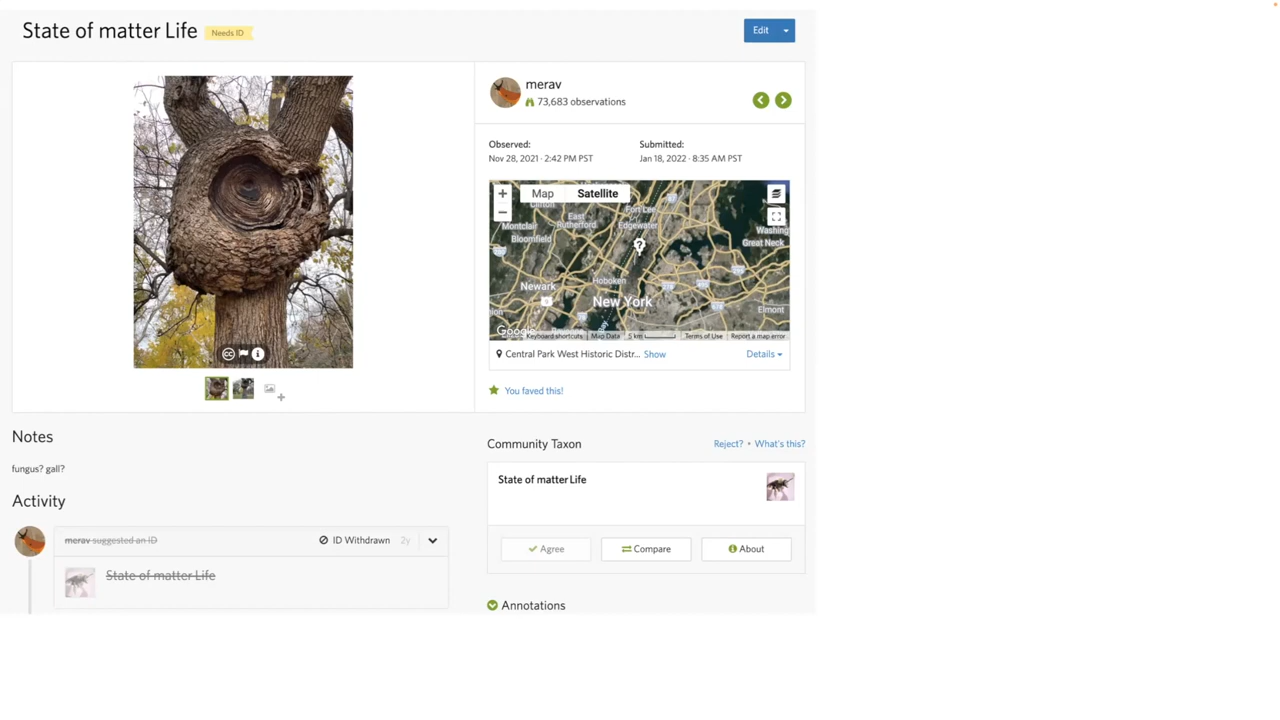 State of matter Life Needs ID
Edit
merav
73,683 observations
Observed:
Nov 28, 2021 · 2:42 PM PST
Submitted:
Jan 18, 2022 · 8:35 AM PST
+
−
Map Satellite
Clifton
Fort Lee
East Rutherford
Edgewater
Montclair
Bloomfield
Washing
Great Neck
Hoboken
Newark
New York
Elmont
Bay
Google
Keyboard shortcuts Map Data 5 km Terms of Use Report a map error
Central Park West Historic Distr... Show Details
You faved this!
Notes
fungus? gall?
Activity
merav suggested an ID
ID Withdrawn 2y
State of matter Life
Community Taxon Reject? • What's this?
State of matter Life
Agree Compare About
Annotations